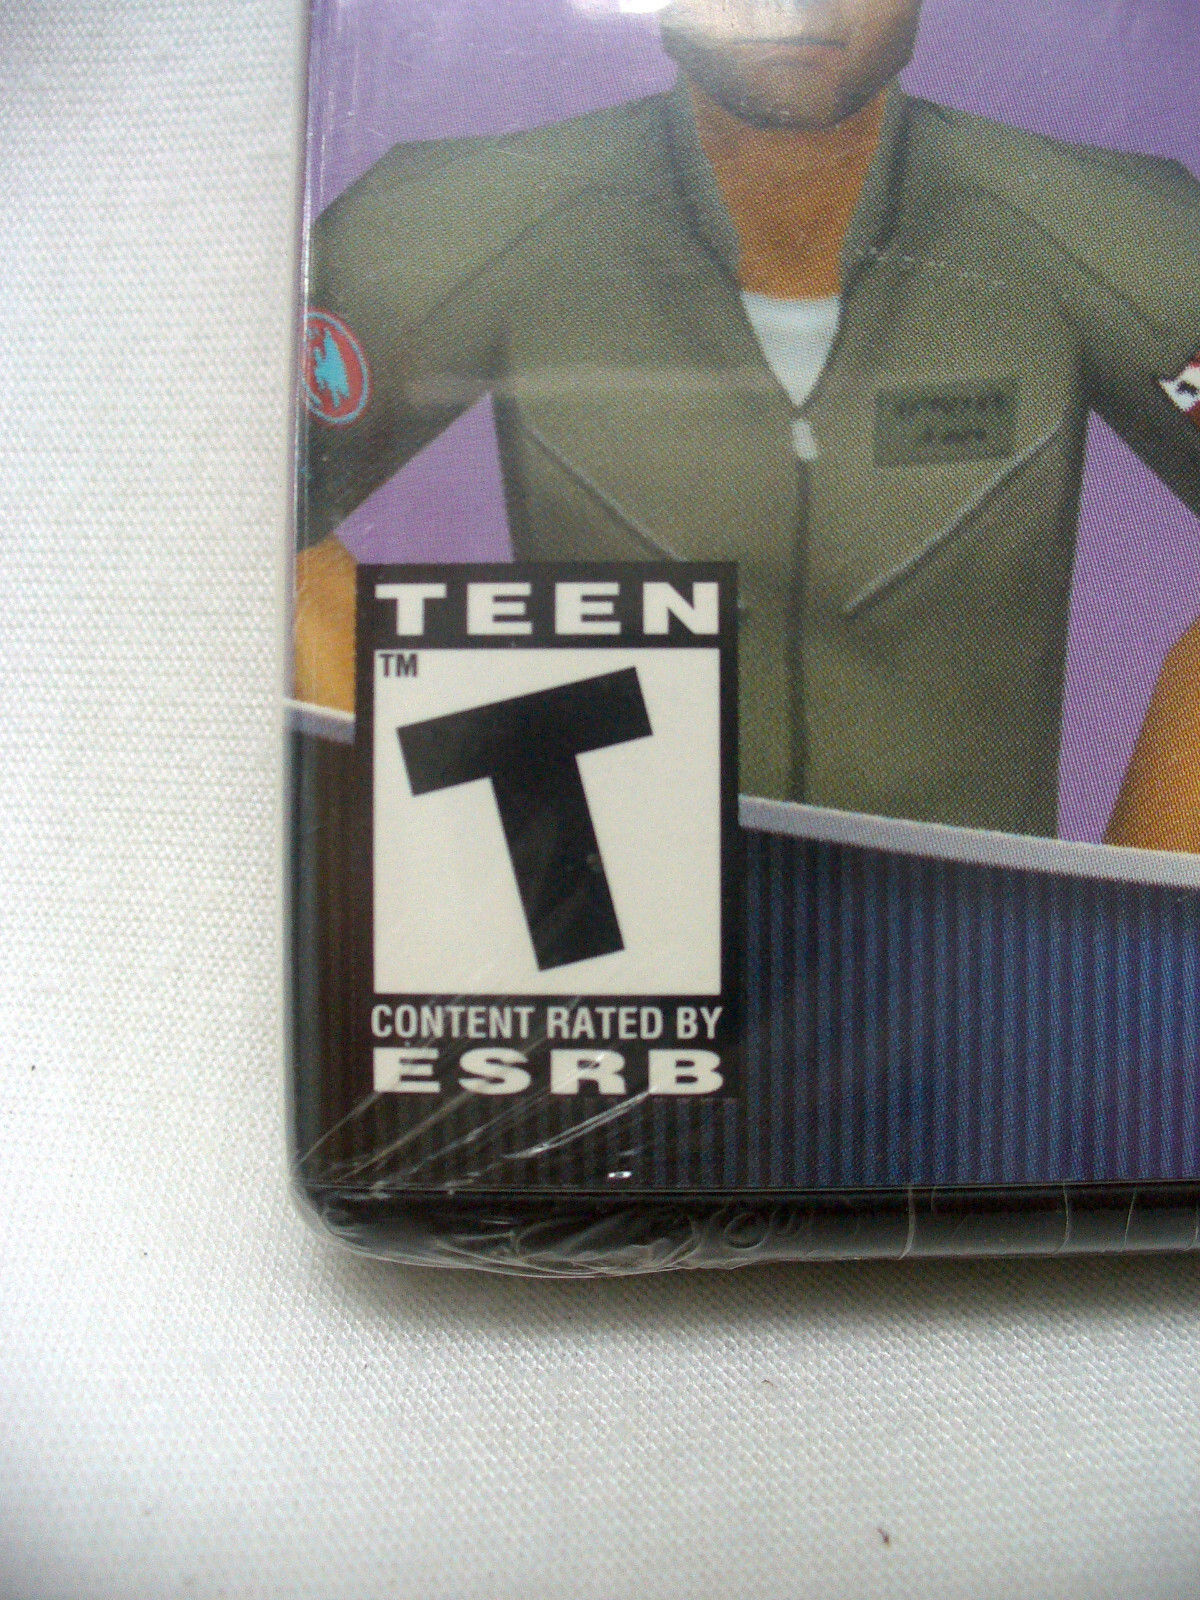 TEEN
TM
T
CONTENT RATED BY
ESRB